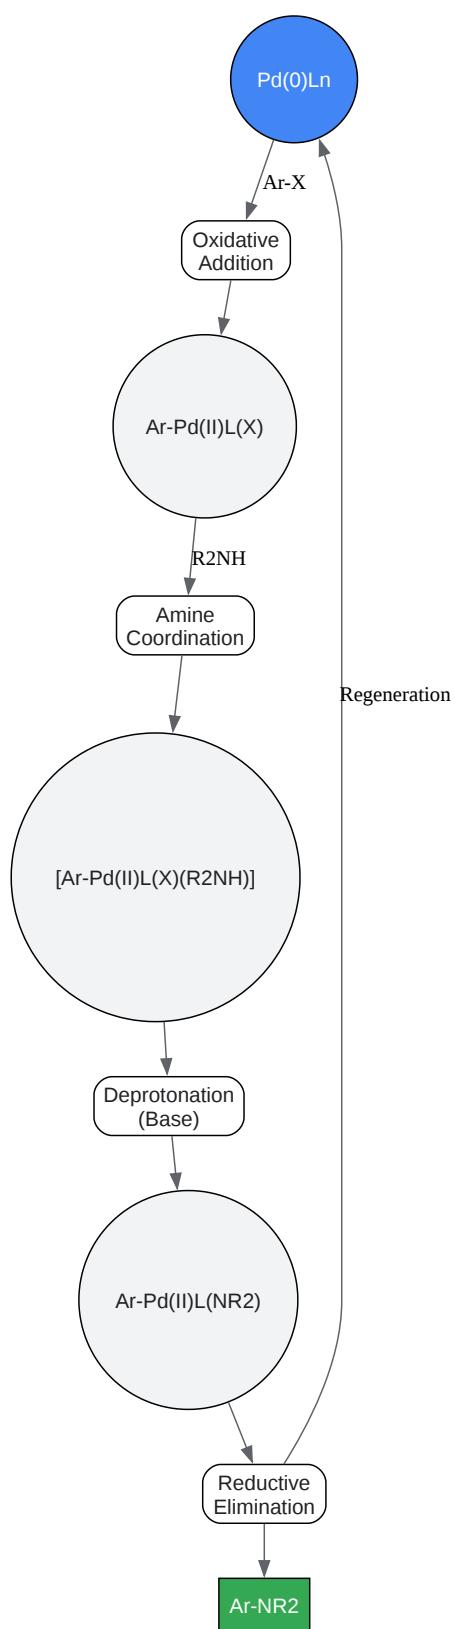 Pd(0)Ln
Ar-X
Oxidative
Addition
Ar-Pd(II)L(X)
R2NH
Amine
Coordination
Regeneration
[Ar-Pd(II)L(X)(R2NH)]
Deprotonation
(Base)
Ar-Pd(II)L(NR2)
Reductive
Elimination
Ar-NR2